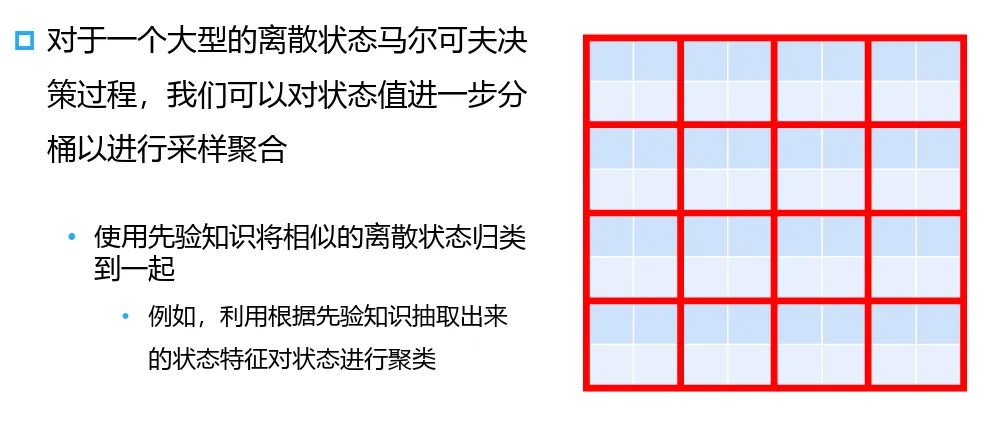 对于一个大型的离散状态马尔可夫决
策过程，我们可以对状态值进一步分
桶以进行采样聚合
使用先验知识将相似的离散状态归类
到一起
例如，利用根据先验知识抽取出来
的状态特征对状态进行聚类